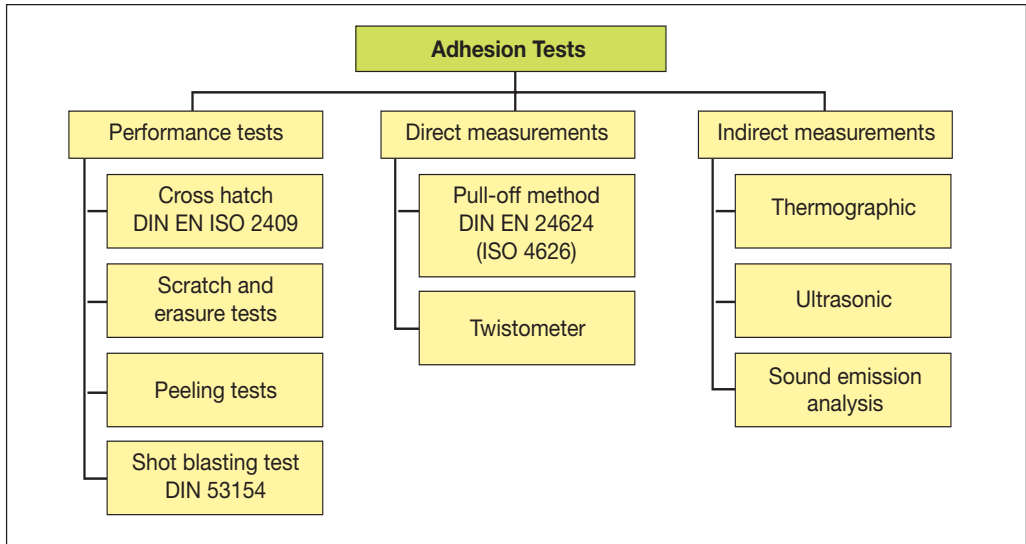 Adhesion Tests
Performance tests
Cross hatch
DIN EN ISO 2409
Scratch and
erasure tests
Peeling tests
Shot blasting test
DIN 53154
Direct measurements
Pull-off method
DIN EN 24624
(ISO 4626)
Twistometer
Indirect measurements
Thermographic
Ultrasonic
Sound emission
analysis